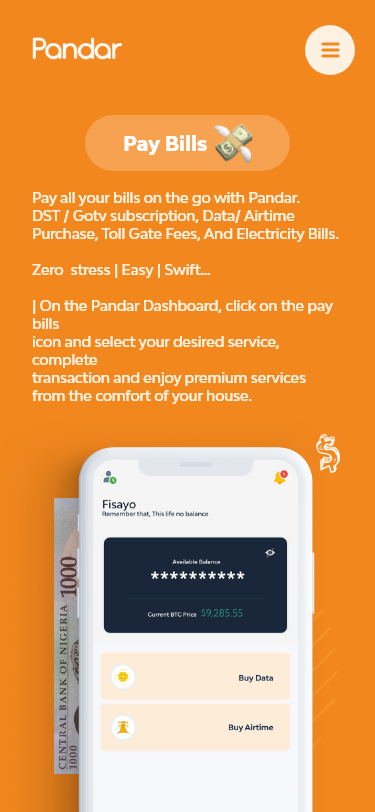 Pandar
Pay Bills
Pay all your bills on the go with Pandar.
DST / Gotv subscription, Data/ Airtime
Purchase, Toll Gate Fees, And Electricity Bills.
Zero stress | Easy | Swift...
| On the Pandar Dashboard, click on the pay
bills
icon and select your desired service,
complete
transaction and enjoy premium services
from the comfort of your house.
$
1
Fisayo
Remember that, This life no balance
Available Balance
**********
Current BTC Price $9,285.55
Buy Data
Buy Airtime
1000
CENTRAL BANK OF NIGERIA
1000